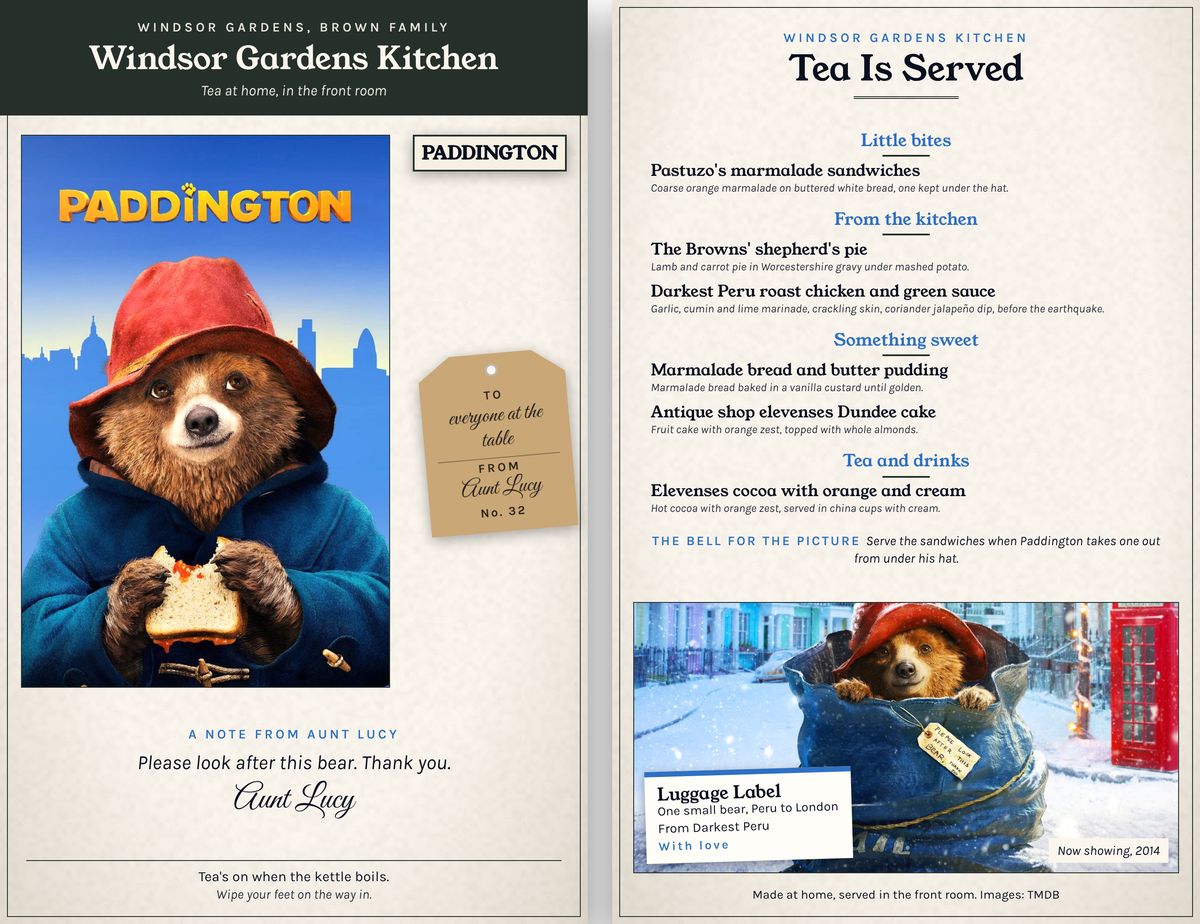 WINDSOR GARDENS, BROWN FAMILY
Windsor Gardens Kitchen
Tea at home, in the front room
PADDINGTON
PADDINGTON
TO
everyone at the
table
FROM
Aunt Lucy
No. 32
A NOTE FROM AUNT LUCY
Please look after this bear. Thank you.
Aunt Lucy
Tea's on when the kettle boils.
Wipe your feet on the way in.
WINDSOR GARDENS KITCHEN
Tea Is Served
Little bites
Pastuzo's marmalade sandwiches
Coarse orange marmalade on buttered white bread, one kept under the hat.
From the kitchen
The Browns' shepherd's pie
Lamb and carrot pie in Worcestershire gravy under mashed potato.
Darkest Peru roast chicken and green sauce
Garlic, cumin and lime marinade, crackling skin, coriander jalapeño dip, before the earthquake.
Something sweet
Marmalade bread and butter pudding
Marmalade bread baked in a vanilla custard until golden.
Antique shop elevenses Dundee cake
Fruit cake with orange zest, topped with whole almonds.
Tea and drinks
Elevenses cocoa with orange and cream
Hot cocoa with orange zest, served in china cups with cream.
THE BELL FOR THE PICTURE Serve the sandwiches when Paddington takes one out
from under his hat.
PLEASE LOOK
AFTER THIS
BEAR
Luggage Label
One small bear, Peru to London
From Darkest Peru
With love
Now showing, 2014
Made at home, served in the front room. Images: TMDB